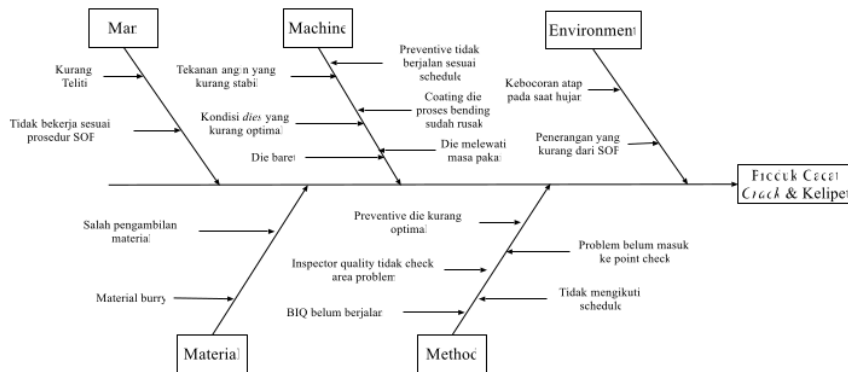 Man
Machine
Environment
Kurang
Teliti
Tidak bekerja sesuai
prosedur SOP
Tekanan angin yang
kurang stabil
Kondisi dies yang
kurang optimal
Die baret
Preventive tidak
berjalan sesuai
schedule
Coating die
proses bending
sudah rusak
Die melewati
masa pakai
Kebocoran atap
pada saat hujan
Penerangan yang
kurang dari SOP
Produk Cacat
Crack & Kelipet
Salah pengambilan
material
Material burry
Preventive die kurang
optimal
Inspector quality tidak check
area problem
BIQ belum berjalan
Problem belum masuk
ke point check
Tidak mengikuti
schedule
Material
Method